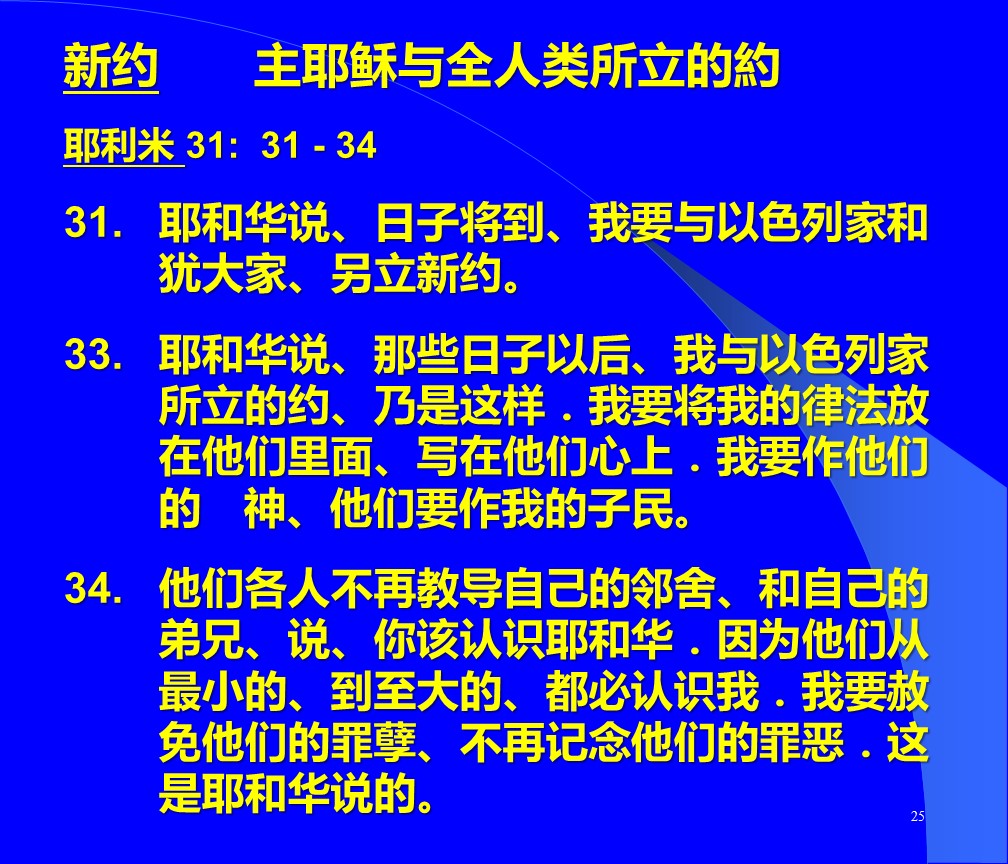 新约　　主耶稣与全人类所立的約
耶利米 31:  31 - 34
31.　耶和华说、日子将到、我要与以色列家和
犹大家、另立新约。
33.　耶和华说、那些日子以后、我与以色列家
所立的约、乃是这样．我要将我的律法放
在他们里面、写在他们心上．我要作他们
的　神、他们要作我的子民。
34.　他们各人不再教导自己的邻舍、和自己的
弟兄、说、你该认识耶和华．因为他们从
最小的、到至大的、都必认识我．我要赦
免他们的罪孽、不再记念他们的罪恶．这
是耶和华说的。
25